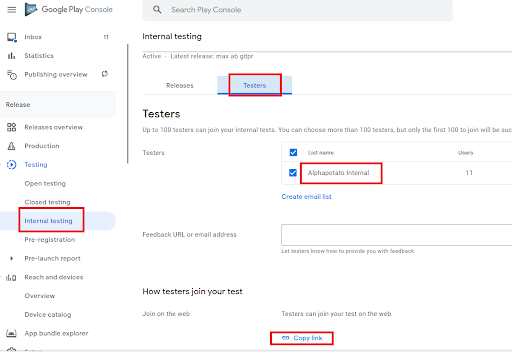 Google Play Console
Search Play Console
Inbox 11
Statistics
Publishing overview
Release
Releases overview
Production
Testing
Open testing
Closed testing
Internal testing
Pre-registration
Pre-launch report
Reach and devices
Overview
Device catalog
App bundle explorer
Internal testing
Active · Latest release: max ab gdpr
Releases Testers
Testers
Up to 100 testers can join your internal tests. You can choose more than 100 testers, but only the first 100 to join will be suc
Testers List name Users
Alphapotate Internal 11
Create email list
Feedback URL or email address
Let testers know how to provide you with feedback
How testers join your test
Join on the web Testers can join your test on the web
Copy link